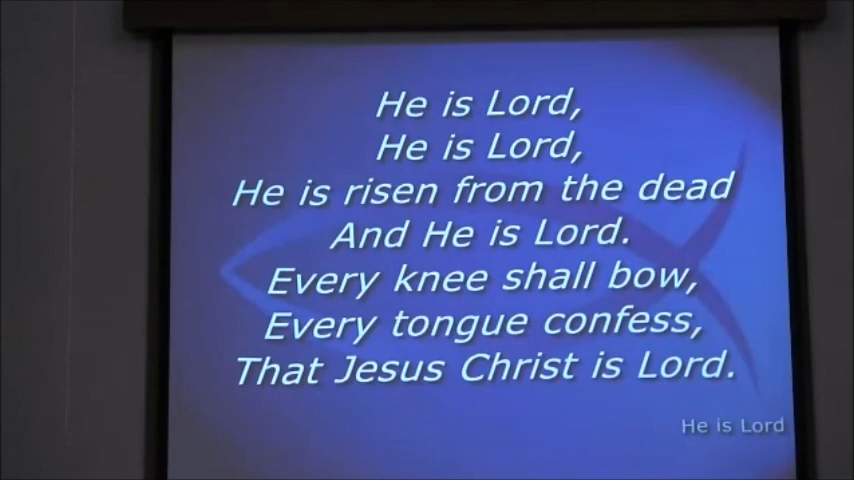 He is Lord,
He is Lord,
He is risen from the dead
And He is Lord.
Every knee shall bow,
Every tongue confess,
That Jesus Christ is Lord.
He is Lord